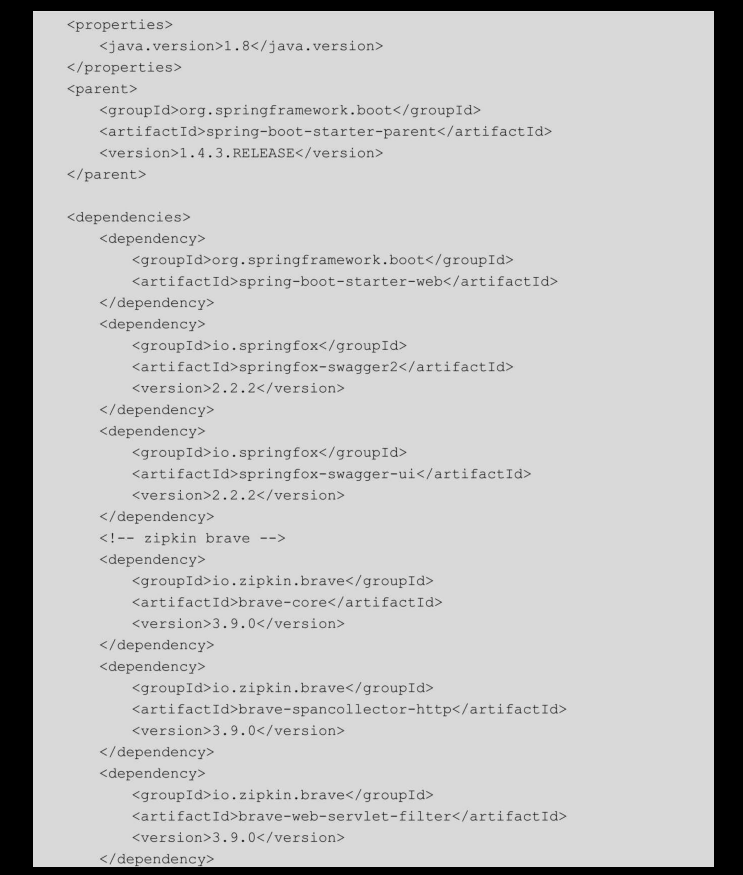 <properties>
    <java.version>1.8</java.version>
</properties>
<parent>
    <groupId>org.springframework.boot</groupId>
    <artifactId>spring-boot-starter-parent</artifactId>
    <version>1.4.3.RELEASE</version>
</parent>

<dependencies>
    <dependency>
        <groupId>org.springframework.boot</groupId>
        <artifactId>spring-boot-starter-web</artifactId>
    </dependency>
    <dependency>
        <groupId>io.springfox</groupId>
        <artifactId>springfox-swagger2</artifactId>
        <version>2.2.2</version>
    </dependency>
    <dependency>
        <groupId>io.springfox</groupId>
        <artifactId>springfox-swagger-ui</artifactId>
        <version>2.2.2</version>
    </dependency>
    <!-- zipkin brave -->
    <dependency>
        <groupId>io.zipkin.brave</groupId>
        <artifactId>brave-core</artifactId>
        <version>3.9.0</version>
    </dependency>
    <dependency>
        <groupId>io.zipkin.brave</groupId>
        <artifactId>brave-spancollector-http</artifactId>
        <version>3.9.0</version>
    </dependency>
    <dependency>
        <groupId>io.zipkin.brave</groupId>
        <artifactId>brave-web-servlet-filter</artifactId>
        <version>3.9.0</version>
    </dependency>